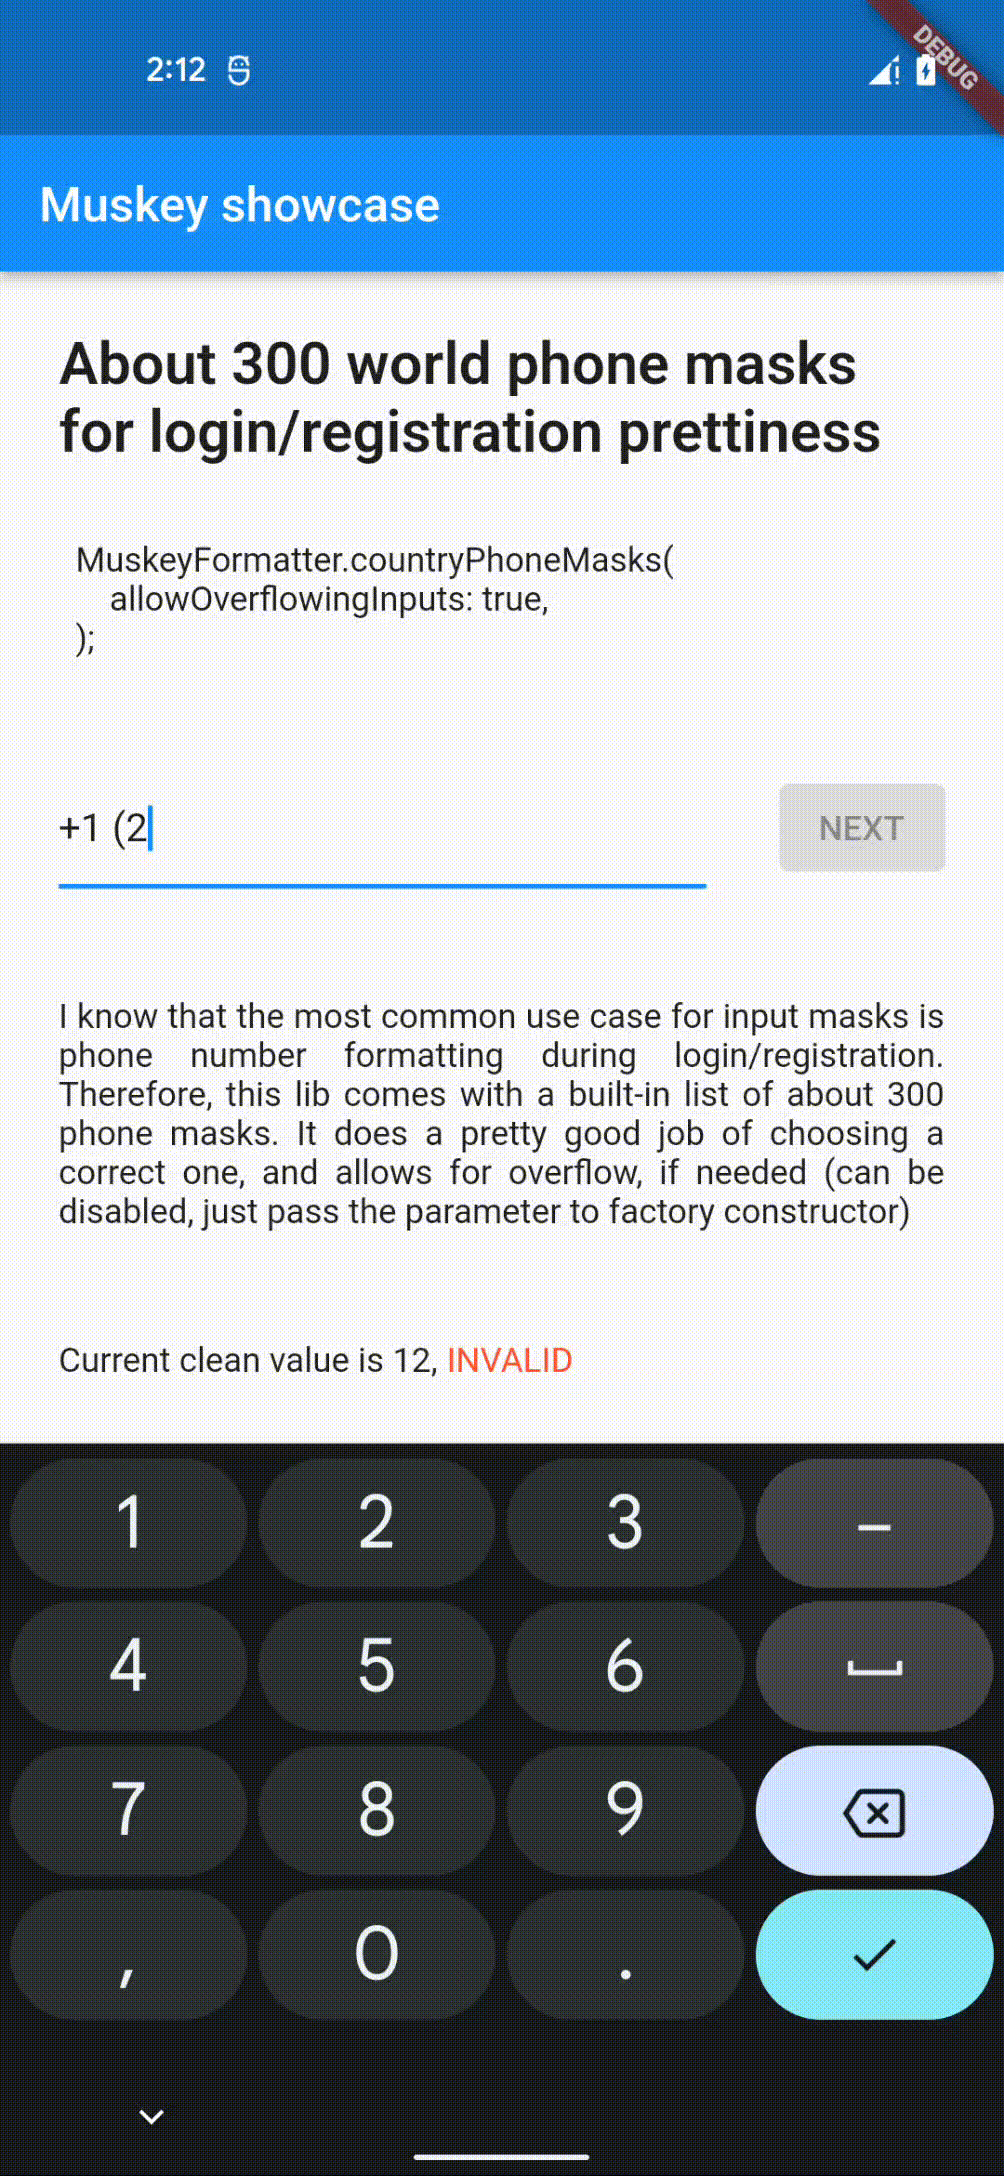 2:12
DEBUG
Muskey showcase
About 300 world phone masks
for login/registration prettiness
MuskeyFormatter.countryPhoneMasks(
allowOverflowingInputs: true,
);
+1 (2
NEXT
I know that the most common use case for input masks is
phone number formatting during login/registration.
Therefore, this lib comes with a built-in list of about 300
phone masks. It does a pretty good job of choosing a
correct one, and allows for overflow, if needed (can be
disabled, just pass the parameter to factory constructor)
Current clean value is 12, INVALID
1 2 3 –
4 5 6
7 8 9
, 0 .